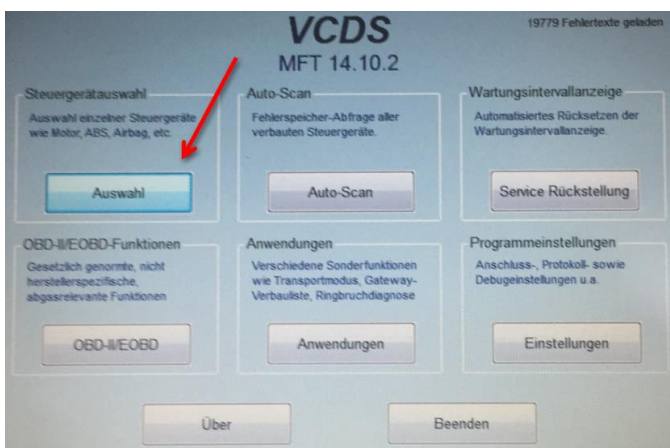 VCDS
MFT 14.10.2
19779 Fehlertexte geladen
Steuergerätauswahl
Auswahl einzelner Steuergeräte
wie Motor, ABS, Airbag, etc.
Auswahl
Auto-Scan
Fehlerspeicher-Abfrage aller
verbauten Steuergeräte.
Auto-Scan
Wartungsintervallanzeige
Automatisiertes Rücksetzen der
Wartungsintervallanzeige.
Service Rückstellung
OBD-II/EOBD-Funktionen
Gesetzlich genormte, nicht
herstellerspezifische,
abgasrelevante Funktionen
OBD-II/EOBD
Anwendungen
Verschiedene Sonderfunktionen
wie Transportmodus, Gateway-
Verbauliste, Ringbruchdiagnose
Anwendungen
Programmeinstellungen
Anschluss-, Protokoll- sowie
Debugeinstellungen u.a.
Einstellungen
Über
Beenden